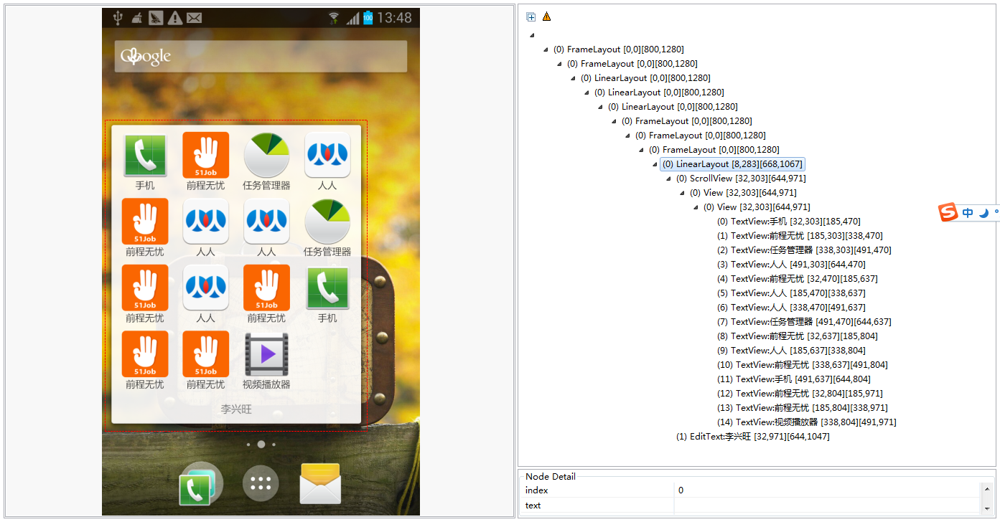 100 13:48
Google
51Job
手机 前程无忧 任务管理器 人人
51Job
前程无忧 人人 人人 任务管理器
51Job 51Job
前程无忧 人人 前程无忧 手机
51Job 51Job
前程无忧 前程无忧 视频播放器
李兴旺
(0) FrameLayout [0,0][800,1280]
(0) FrameLayout [0,0][800,1280]
(0) LinearLayout [0,0][800,1280]
(0) LinearLayout [0,0][800,1280]
(0) LinearLayout [0,0][800,1280]
(0) FrameLayout [0,0][800,1280]
(0) FrameLayout [0,0][800,1280]
(0) FrameLayout [0,0][800,1280]
(0) LinearLayout [8,283][668,1067]
(0) ScrollView [32,303][644,971]
(0) View [32,303][644,971]
(0) View [32,303][644,971]
(0) TextView:手机 [32,303][185,470]
(1) TextView:前程无忧 [185,303][338,470]
(2) TextView:任务管理器 [338,303][491,470]
(3) TextView:人人 [491,303][644,470]
(4) TextView:前程无忧 [32,470][185,637]
(5) TextView:人人 [185,470][338,637]
(6) TextView:人人 [338,470][491,637]
(7) TextView:任务管理器 [491,470][644,637]
(8) TextView:前程无忧 [32,637][185,804]
(9) TextView:人人 [185,637][338,804]
(10) TextView:前程无忧 [338,637][491,804]
(11) TextView:手机 [491,637][644,804]
(12) TextView:前程无忧 [32,804][185,971]
(13) TextView:前程无忧 [185,804][338,971]
(14) TextView:视频播放器 [338,804][491,971]
(1) EditText:李兴旺 [32,971][644,1047]
S 中
Node Detail
index 0
text